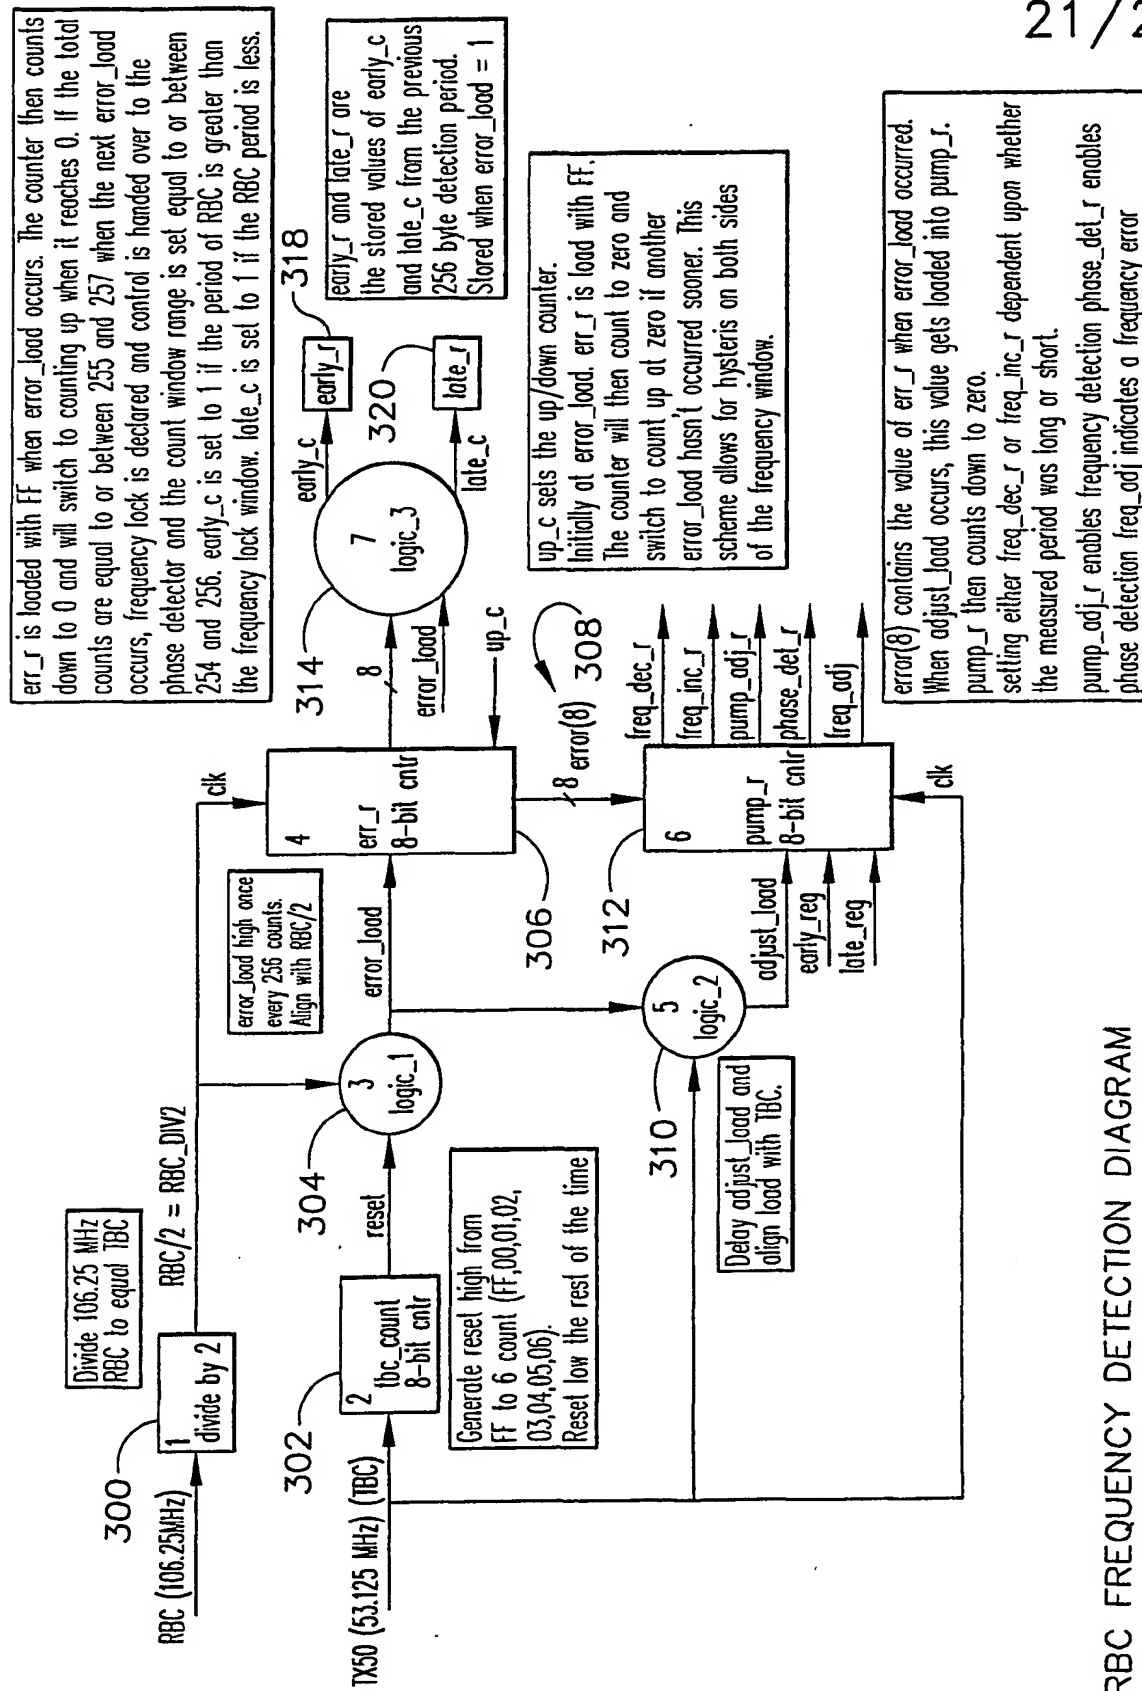 21/2
err_r is loaded with FF when error_load occurs. The counter then counts
down to 0 and will switch to counting up when it reaches 0. If the total
counts are equal to or between 255 and 257 when the next error_load
occurs, frequency lock is declared and control is handed over to the
phase detector and the count window range is set equal to or between
254 and 256. early_c is set to 1 if the period of RBC is greater than
the frequency lock window. late_c is set to 1 if the RBC period is less.
early_r and late_r are
the stored values of early_c
and late_c from the previous
256 byte detection period.
Stored when error_load = 1
318
early_r
early_c
320
late_r
late_c
7
logic_3
314
8
error_load
up_c
up_c sets the up/down counter.
Initially at error_load. err_r is load with FF.
The counter will then count to zero and
switch to count up at zero if another
error_load hasn't occurred sooner. This
scheme allows for hysteris on both sides
of the frequency window.
Divide 106.25 MHz
RBC to equal TBC
300
1
divide by 2
RBC (106.25MHz)
RBC/2 = RBC_DIV2
clk
4
err_r
8-bit cntr
306
error_load high once
every 256 counts.
Align with RBC/2
error_load
3
logic_1
304
reset
302
2
tbc_count
8-bit cntr
TX50 (53.125 MHz) (TBC)
Generate reset high from
FF to 6 count (FF,00,01,02,
03,04,05,06).
Reset low the rest of the time
8
error(8)
308
312
6
pump_r
8-bit cntr
clk
freq_dec_r
freq_inc_r
pump_adj_r
phase_det_r
freq_adj
adjust_load
early_reg
late_reg
5
logic_2
310
Delay adjust_load and
align load with TBC.
error(8) contains the value of err_r when error_load occurred.
When adjust_load occurs, this value gets loaded into pump_r.
pump_r then counts down to zero.
setting either freq_dec_r or freq_inc_r dependent upon whether
the measured period was long or short.
pump_adj_r enables frequency detection phase_det_r enables
phase detection freq_adj indicates a frequency error
RBC FREQUENCY DETECTION DIAGRAM